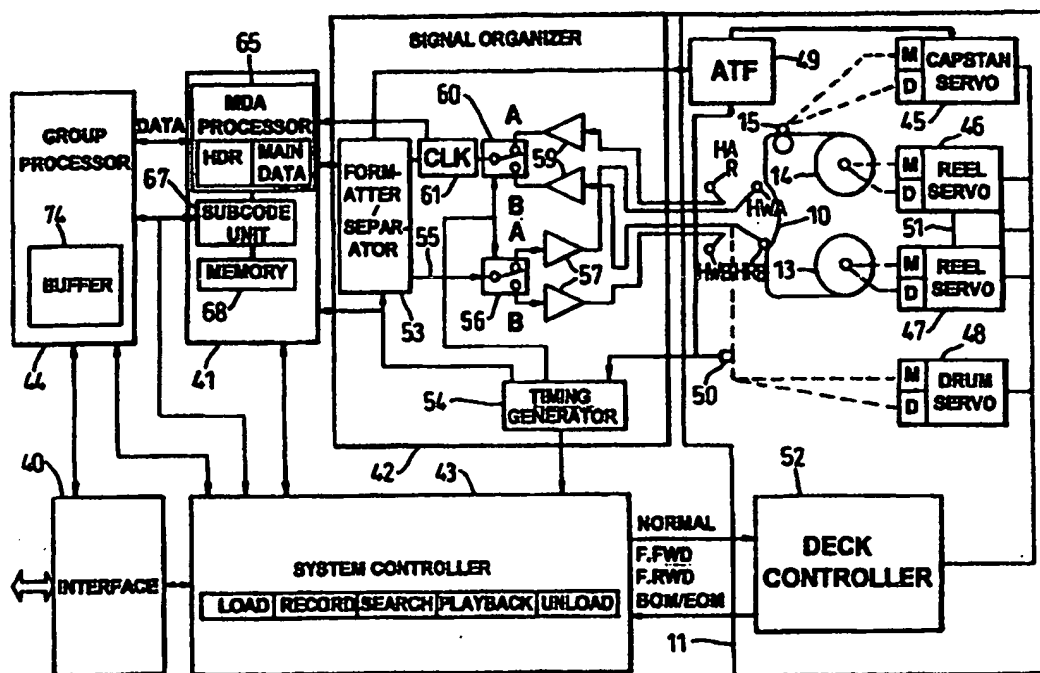 65
SIGNAL ORGANIZER
49
ATF
M
D
CAPSTAN
SERVO
45
GROUP
PROCESSOR
DATA
MDA
PROCESSOR
HDR
MAIN
DATA
60
A
CLK
61
59
FORM-
ATTER/
SEPAR-
ATOR
B
A
15
HA
R
HWA
14
10
46
M
D
REEL
SERVO
51
67
SUBCODE
UNIT
MEMORY
68
74
BUFFER
55
57
56
B
53
13
M
D
REEL
SERVO
47
44
41
54
TIMING
GENERATOR
50
48
M
D
DRUM
SERVO
40
42
43
52
INTERFACE
SYSTEM CONTROLLER
LOAD
RECORD
SEARCH
PLAYBACK
UNLOAD
NORMAL
F.FWD
F.RWD
BOM/EOM
DECK
CONTROLLER
11